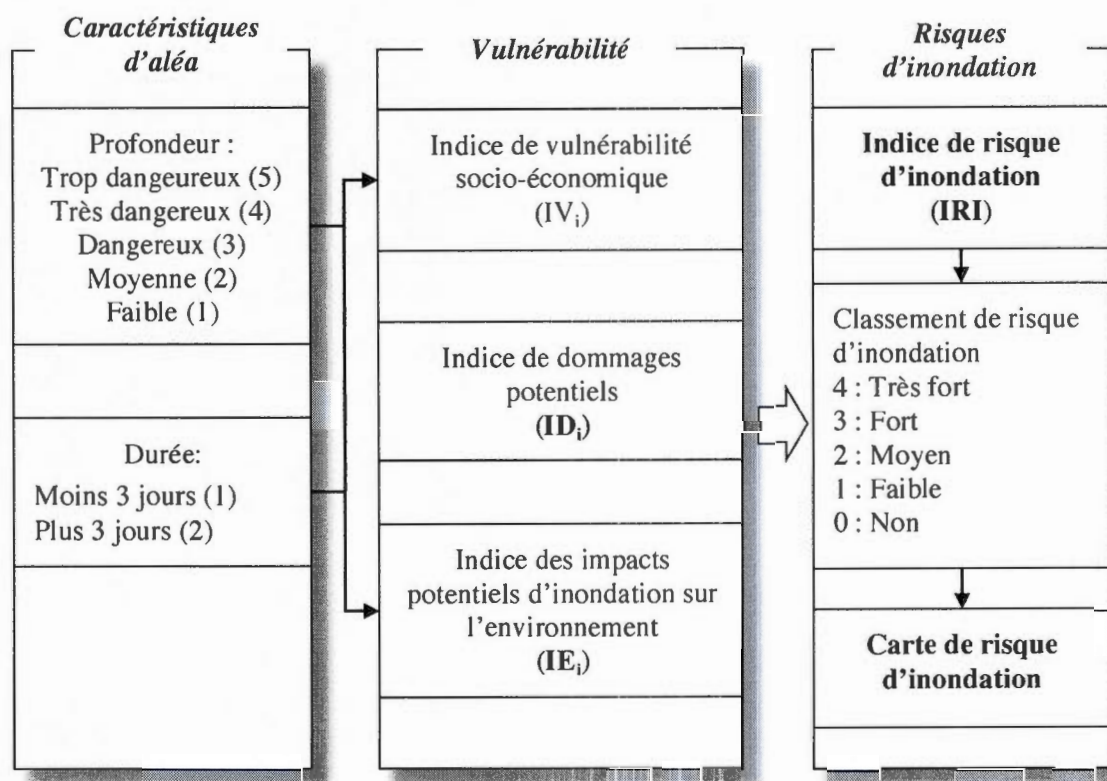 Caractéristiques
d'aléa
Profondeur :
Trop dangeureux (5)
Très dangereux (4)
Dangereux (3)
Moyenne (2)
Faible (1)
Durée:
Moins 3 jours (1)
Plus 3 jours (2)
Vulnérabilité
Indice de vulnérabilité
socio-économique
(IVi)
Indice de dommages
potentiels
(IDi)
Indice des impacts
potentiels d'inondation sur
l'environnement
(IEi)
Risques
d'inondation
Indice de risque
d'inondation
(IRI)
Classement de risque
d'inondation
4 : Très fort
3 : Fort
2 : Moyen
1 : Faible
0 : Non
Carte de risque
d'inondation